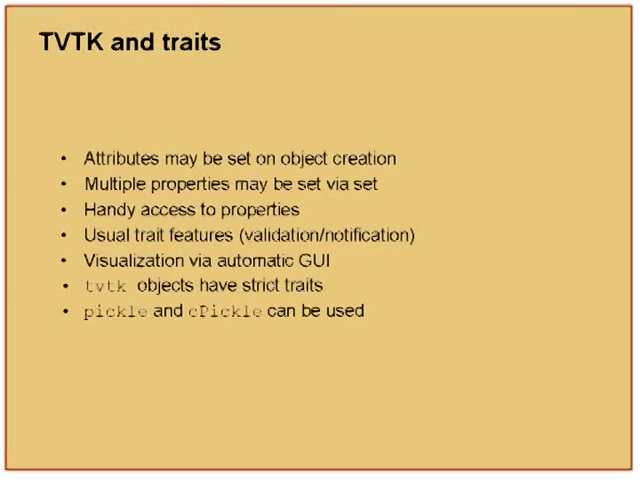 TVTK and traits
• Attributes may be set on object creation
• Multiple properties may be set via set
• Handy access to properties
• Usual trait features (validation/notification)
• Visualization via automatic GUI
• tvtk objects have strict traits
• pickle and cPickle can be used